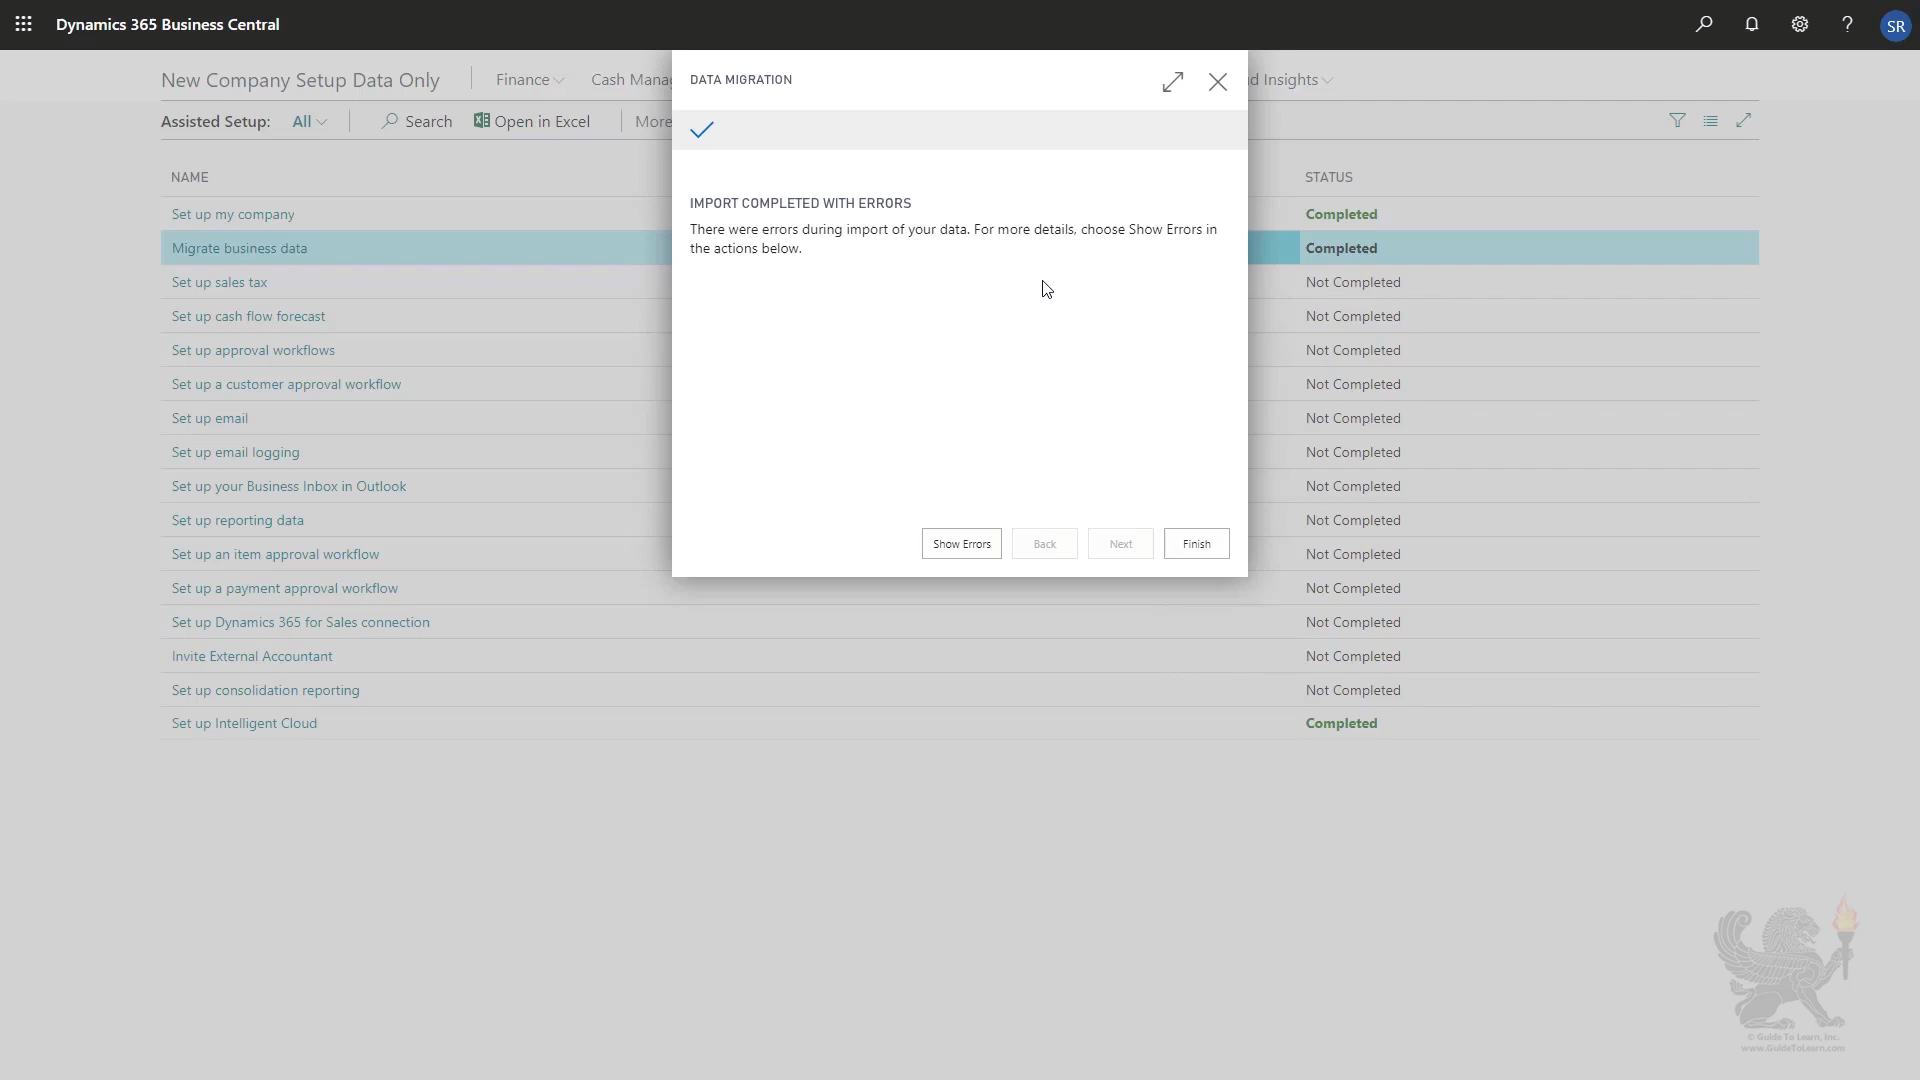 Dynamics 365 Business Central
SR
New Company Setup Data Only
Finance
Cash Manag
d Insights
Assisted Setup:
All
Search
Open in Excel
More
DATA MIGRATION
NAME
STATUS
Set up my company
Completed
Migrate business data
Completed
Set up sales tax
Not Completed
Set up cash flow forecast
Not Completed
Set up approval workflows
Not Completed
Set up a customer approval workflow
Not Completed
Set up email
Not Completed
Set up email logging
Not Completed
Set up your Business Inbox in Outlook
Not Completed
Set up reporting data
Not Completed
Set up an item approval workflow
Not Completed
Set up a payment approval workflow
Not Completed
Set up Dynamics 365 for Sales connection
Not Completed
Invite External Accountant
Not Completed
Set up consolidation reporting
Not Completed
Set up Intelligent Cloud
Completed
IMPORT COMPLETED WITH ERRORS
There were errors during import of your data. For more details, choose Show Errors in
the actions below.
Show Errors
Back
Next
Finish
© Guide To Learn, Inc.
www.GuideToLearn.com